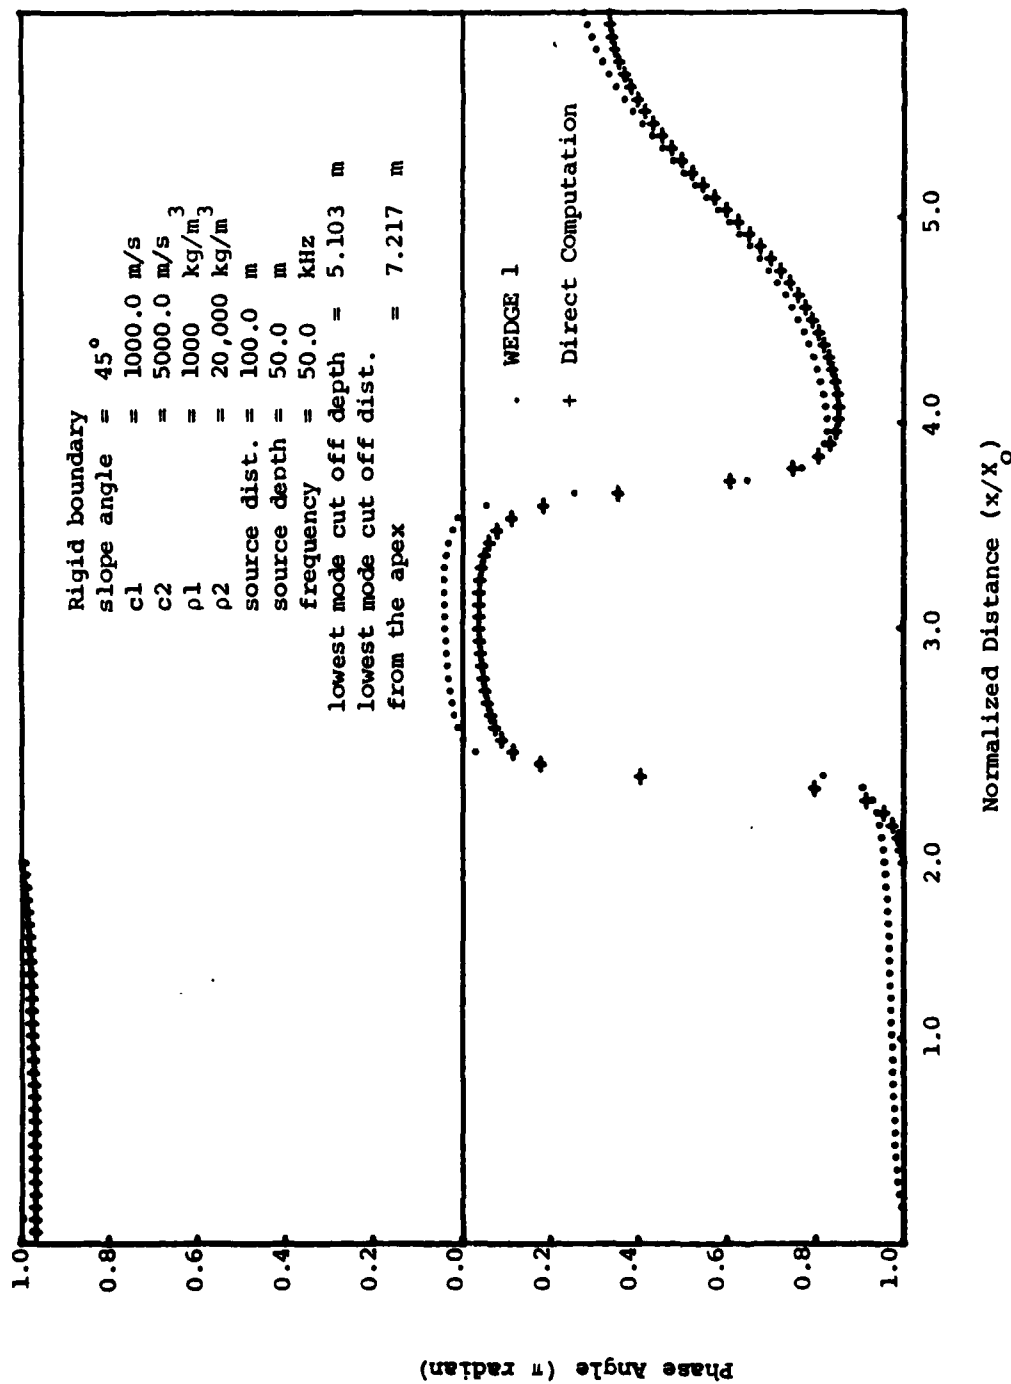 Rigid boundary
slope angle = 45°
c1 = 1000.0 m/s
c2 = 5000.0 m/s
ρ1 = 1000 kg/m³
ρ2 = 20,000 kg/m³
source dist. = 100.0 m
source depth = 50.0 m
frequency = 50.0 kHz
lowest mode cut off depth = 5.103 m
lowest mode cut off dist.
from the apex = 7.217 m
· WEDGE 1
+ Direct Computation
1.0
0.8
0.6
0.4
0.2
0.0
0.2
0.4
0.6
0.8
1.0
Phase Angle (π radian)
1.0 2.0 3.0 4.0 5.0
Normalized Distance (x/Xo)